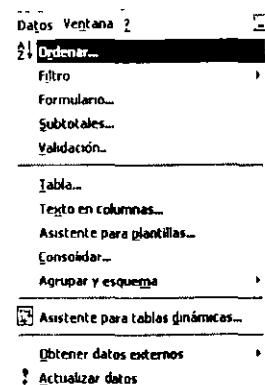 Datos Ventana ?
Ordenar...
Filtro
Formulario...
Subtotales...
Validación...
Tabla...
Texto en columnas...
Asistente para plantillas...
Consolidar...
Agrupar y esquema
Asistente para tablas dinámicas...
Obtener datos externos
Actualizar datos